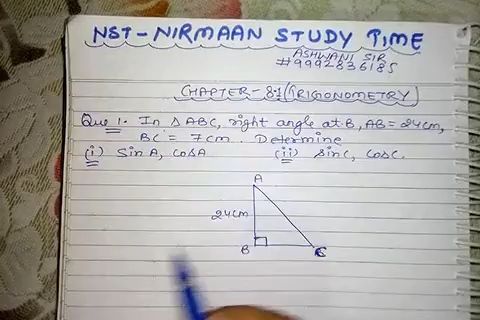 NST-NIRMAAN STUDY TIME
ASHWANI SIR
#9992836185
CHAPTER-8.1 (TRIGONOMETRY)
Que 1. In △ABC, right angle at B, AB = 24cm,
BC = 7cm. Determine
(i) Sin A, Cos A (ii) Sin C, Cos C.
A
24cm
B C